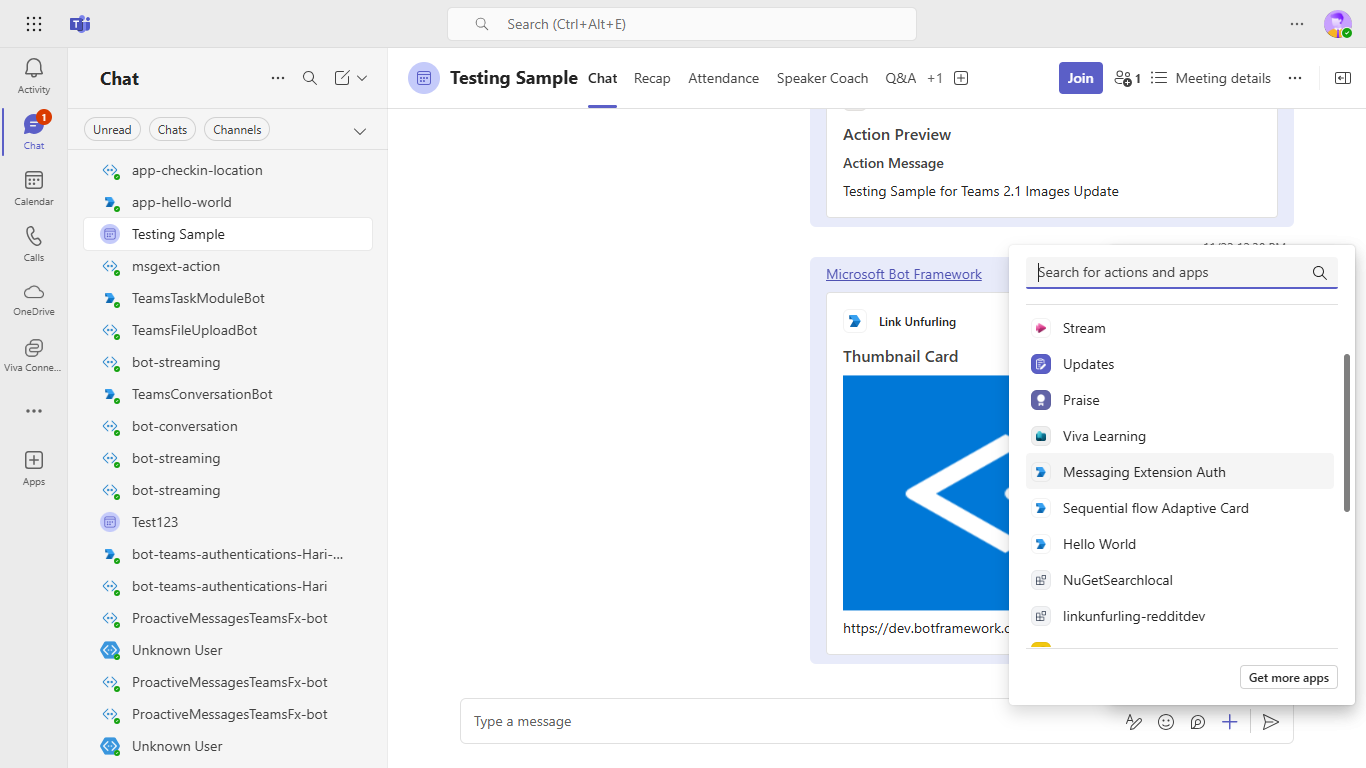 Search (Ctrl+Alt+E)
Activity
1
Chat
Calendar
Calls
OneDrive
Viva Conne...
Apps
Chat
Unread
Chats
Channels
app-checkin-location
app-hello-world
Testing Sample
msgext-action
TeamsTaskModuleBot
TeamsFileUploadBot
bot-streaming
TeamsConversationBot
bot-conversation
bot-streaming
bot-streaming
Test123
bot-teams-authentications-Hari-...
bot-teams-authentications-Hari
ProactiveMessagesTeamsFx-bot
Unknown User
ProactiveMessagesTeamsFx-bot
ProactiveMessagesTeamsFx-bot
Unknown User
Testing Sample Chat Recap Attendance Speaker Coach Q&A +1
Join 1 Meeting details
Action Preview
Action Message
Testing Sample for Teams 2.1 Images Update
Microsoft Bot Framework
Link Unfurling
Thumbnail Card
https://dev.botframework.c
Type a message
Search for actions and apps
Stream
Updates
Praise
Viva Learning
Messaging Extension Auth
Sequential flow Adaptive Card
Hello World
NuGetSearchlocal
linkunfurling-redditdev
Get more apps